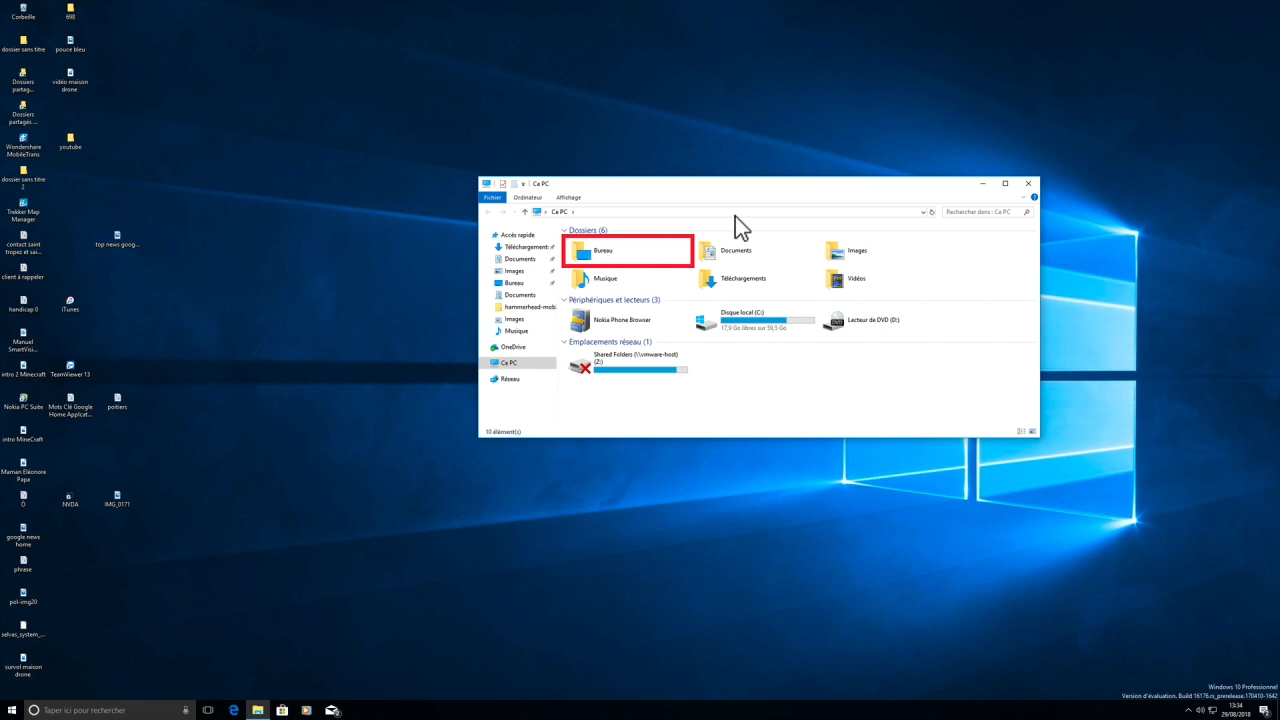 Corbeille
698
dossier sans titre
pouce bleu
Dossiers
partag...
vidéo maison
drone
Dossiers
partagés ...
Wondershare
MobileTrans
youtube
dossier sans titre
2
Trekker Map
Manager
contact saint
tropez et sai...
top news goog...
client à rappeler
handicap 0
iTunes
Manuel
SmartVisi...
intro 2 Minecraft
TeamViewer 13
Nokia PC Suite
Mots Clé Google
Home Applcat...
poitiers
intro MineCraft
Maman Eléonore
Papa
O
NVDA
IMG_0171
google news
home
phrase
pol-img20
selvas_system_...
survol maison
drone
Ce PC
Fichier
Ordinateur
Affichage
Ce PC
Rechercher dans : Ce PC
Accès rapide
Téléchargement:
Documents
Images
Bureau
Documents
hammerhead-mob
Images
Musique
OneDrive
Ce PC
Réseau
Dossiers (6)
Bureau
Documents
Images
Musique
Téléchargements
Vidéos
Périphériques et lecteurs (3)
Nokia Phone Browser
Disque local (C:)
17,9 Go libres sur 59,5 Go
Lecteur de DVD (D:)
DVD
Emplacements réseau (1)
Shared Folders (\\vmware-host)
(Z:)
10 élément(s)
Windows 10 Professionnel
Version d'évaluation. Build 16176.rs_prerelease.170410-1642
Taper ici pour rechercher
13:34
29/08/2018